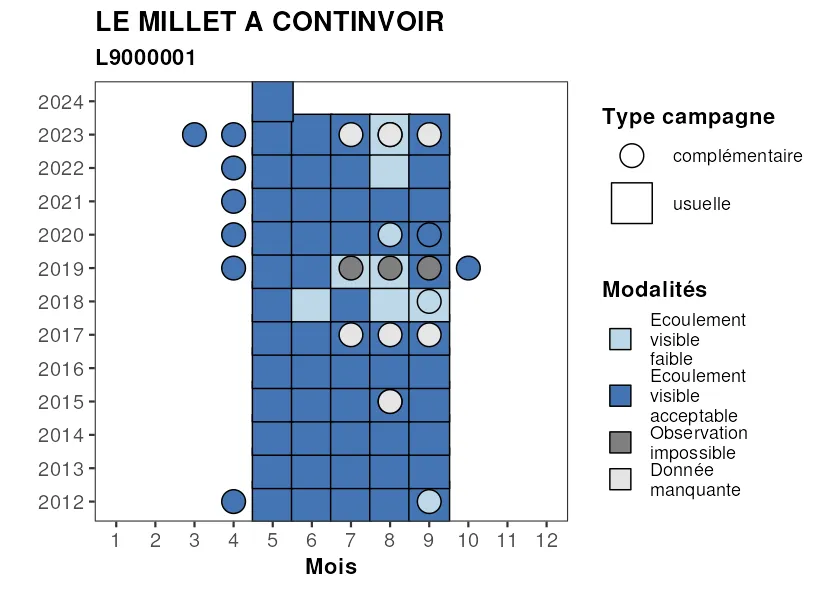 LE MILLET A CONTINVOIR
L9000001
2024
2023
2022
2021
2020
2019
2018
2017
2016
2015
2014
2013
2012
1 2 3 4 5 6 7 8 9 10 11 12
Mois
Type campagne
complémentaire
usuelle
Modalités
Ecoulement
visible
faible
Ecoulement
visible
acceptable
Observation
impossible
Donnée
manquante